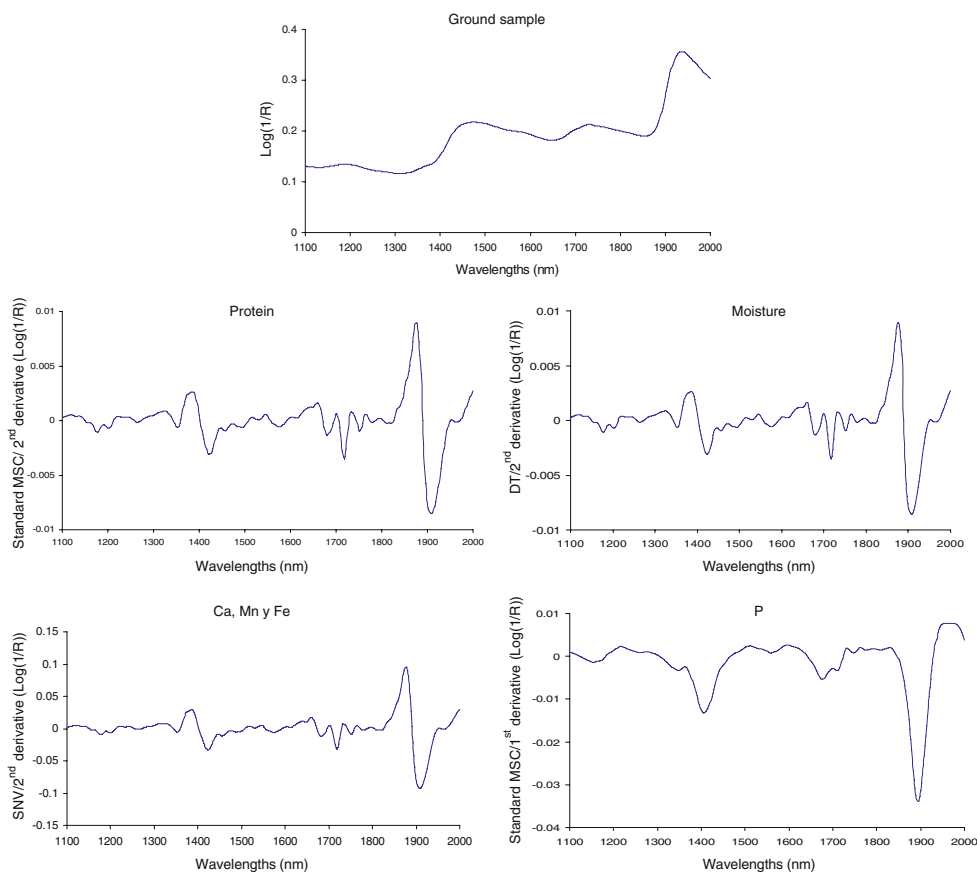 Ground sample
0.4
0.3
0.2
0.1
0
Log(1/R)
1100 1200 1300 1400 1500 1600 1700 1800 1900 2000
Wavelengths (nm)
Protein
0.01
0.005
0
-0.005
-0.01
Standard MSC/ 2nd derivative (Log(1/R))
1100 1200 1300 1400 1500 1600 1700 1800 1900 2000
Wavelengths (nm)
Moisture
0.01
0.005
0
-0.005
-0.01
DT/2nd derivative (Log(1/R))
1100 1200 1300 1400 1500 1600 1700 1800 1900 2000
Wavelengths (nm)
Ca, Mn y Fe
0.15
0.1
0.05
0
-0.05
-0.1
-0.15
SNV/2nd derivative (Log(1/R))
1100 1200 1300 1400 1500 1600 1700 1800 1900 2000
Wavelengths (nm)
P
0.01
0
-0.01
-0.02
-0.03
-0.04
Standard MSC/1st derivative (Log(1/R))
1100 1200 1300 1400 1500 1600 1700 1800 1900 2000
Wavelengths (nm)